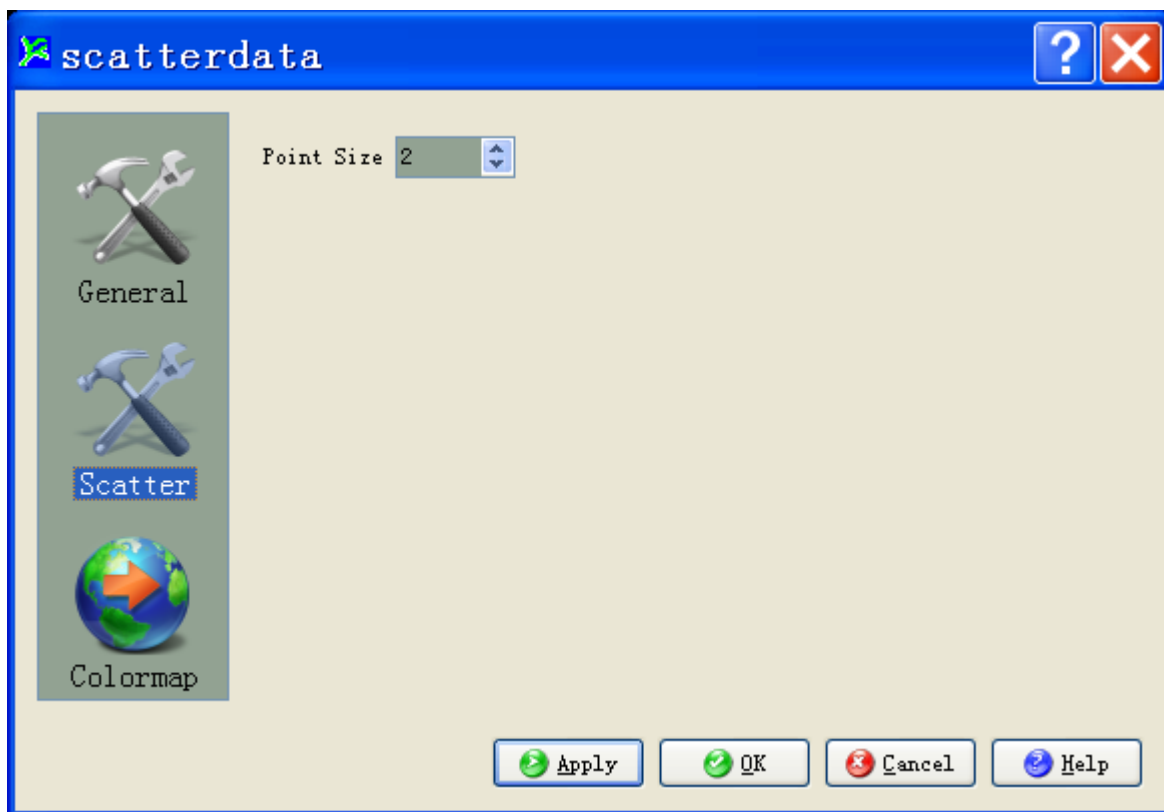 scatterdata
Point Size 2
General
Scatter
Colormap
Apply OK Cancel Help